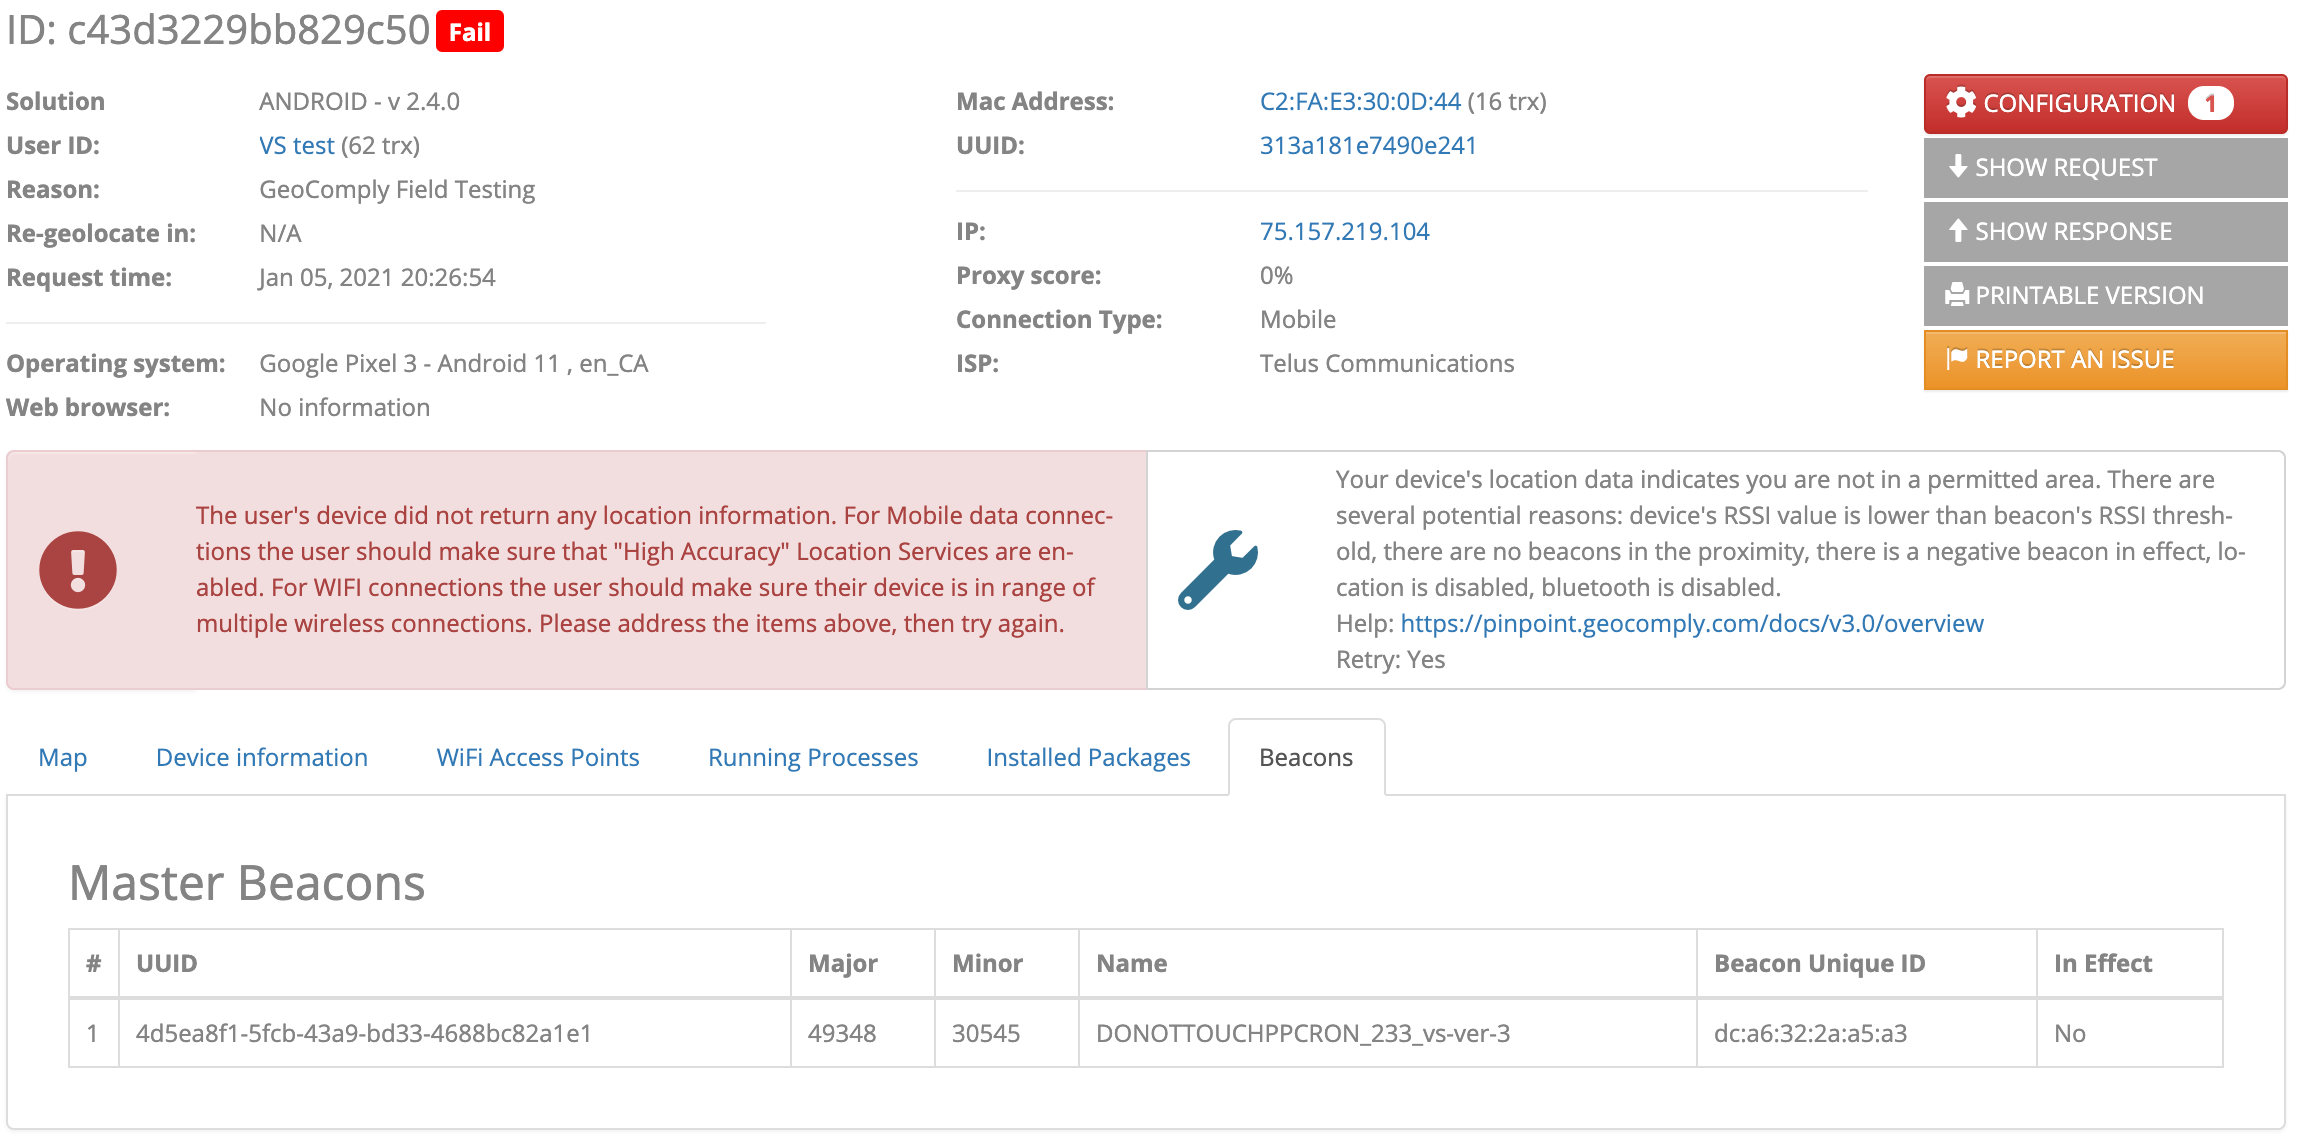 ID: c43d3229bb829c50 Fail
Solution ANDROID - v 2.4.0
User ID: VS test (62 trx)
Reason: GeoComply Field Testing
Re-geolocate in: N/A
Request time: Jan 05, 2021 20:26:54
Operating system: Google Pixel 3 - Android 11 , en_CA
Web browser: No information
Mac Address: C2:FA:E3:30:0D:44 (16 trx)
UUID: 313a181e7490e241
IP: 75.157.219.104
Proxy score: 0%
Connection Type: Mobile
ISP: Telus Communications
CONFIGURATION 1
SHOW REQUEST
SHOW RESPONSE
PRINTABLE VERSION
REPORT AN ISSUE
The user's device did not return any location information. For Mobile data connec-
tions the user should make sure that "High Accuracy" Location Services are en-
abled. For WIFI connections the user should make sure their device is in range of
multiple wireless connections. Please address the items above, then try again.
Your device's location data indicates you are not in a permitted area. There are
several potential reasons: device's RSSI value is lower than beacon's RSSI thresh-
old, there are no beacons in the proximity, there is a negative beacon in effect, lo-
cation is disabled, bluetooth is disabled.
Help: https://pinpoint.geocomply.com/docs/v3.0/overview
Retry: Yes
Map Device information WiFi Access Points Running Processes Installed Packages Beacons
Master Beacons
# UUID Major Minor Name Beacon Unique ID In Effect
1 4d5ea8f1-5fcb-43a9-bd33-4688bc82a1e1 49348 30545 DONOTTOUCHPPCRON_233_vs-ver-3 dc:a6:32:2a:a5:a3 No